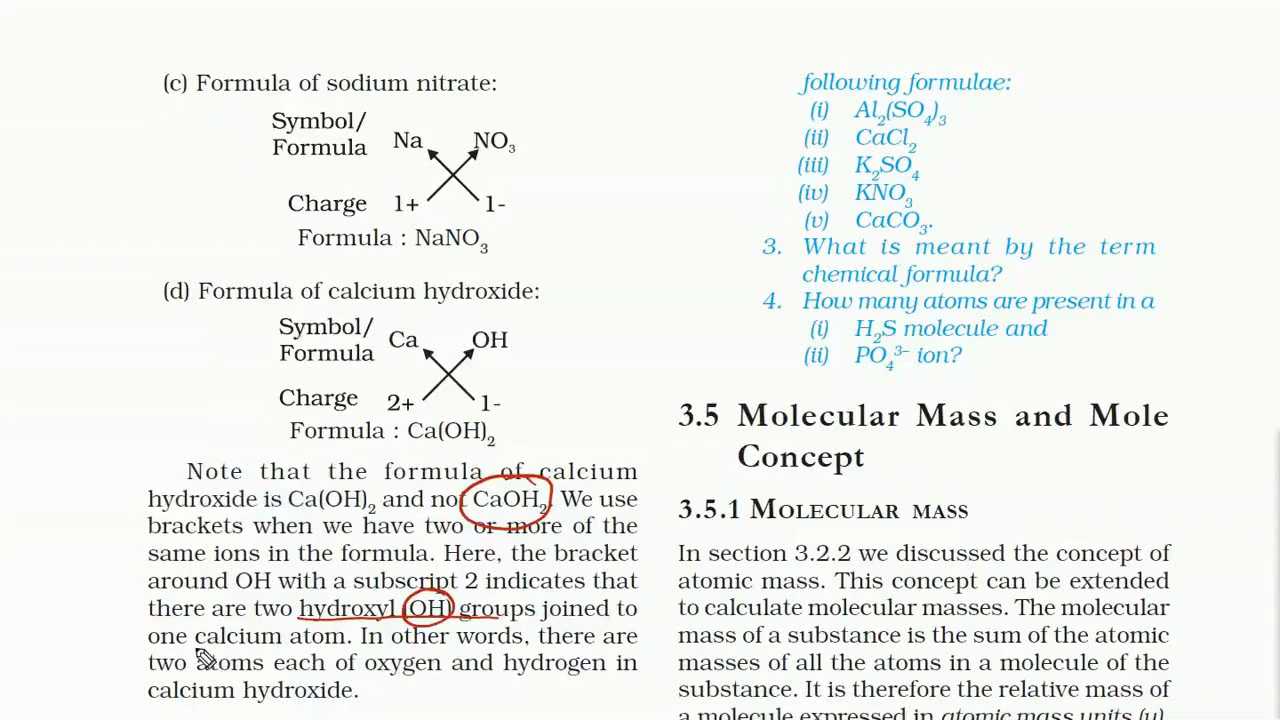 (c) Formula of sodium nitrate:
Symbol/
Formula
Na NO₃
Charge 1+ 1-
Formula : NaNO₃
(d) Formula of calcium hydroxide:
Symbol/
Formula
Ca OH
Charge 2+ 1-
Formula : Ca(OH)₂
Note that the formula of calcium
hydroxide is Ca(OH)₂ and not CaOH₂. We use
brackets when we have two or more of the
same ions in the formula. Here, the bracket
around OH with a subscript 2 indicates that
there are two hydroxyl (OH) groups joined to
one calcium atom. In other words, there are
two atoms each of oxygen and hydrogen in
calcium hydroxide.
following formulae:
(i) Al₂(SO₄)₃
(ii) CaCl₂
(iii) K₂SO₄
(iv) KNO₃
(v) CaCO₃.
3. What is meant by the term
chemical formula?
4. How many atoms are present in a
(i) H₂S molecule and
(ii) PO₄³⁻ ion?
3.5 Molecular Mass and Mole
Concept
3.5.1 MOLECULAR MASS
In section 3.2.2 we discussed the concept of
atomic mass. This concept can be extended
to calculate molecular masses. The molecular
mass of a substance is the sum of the atomic
masses of all the atoms in a molecule of the
substance. It is therefore the relative mass of
a molecule expressed in atomic mass units (u).